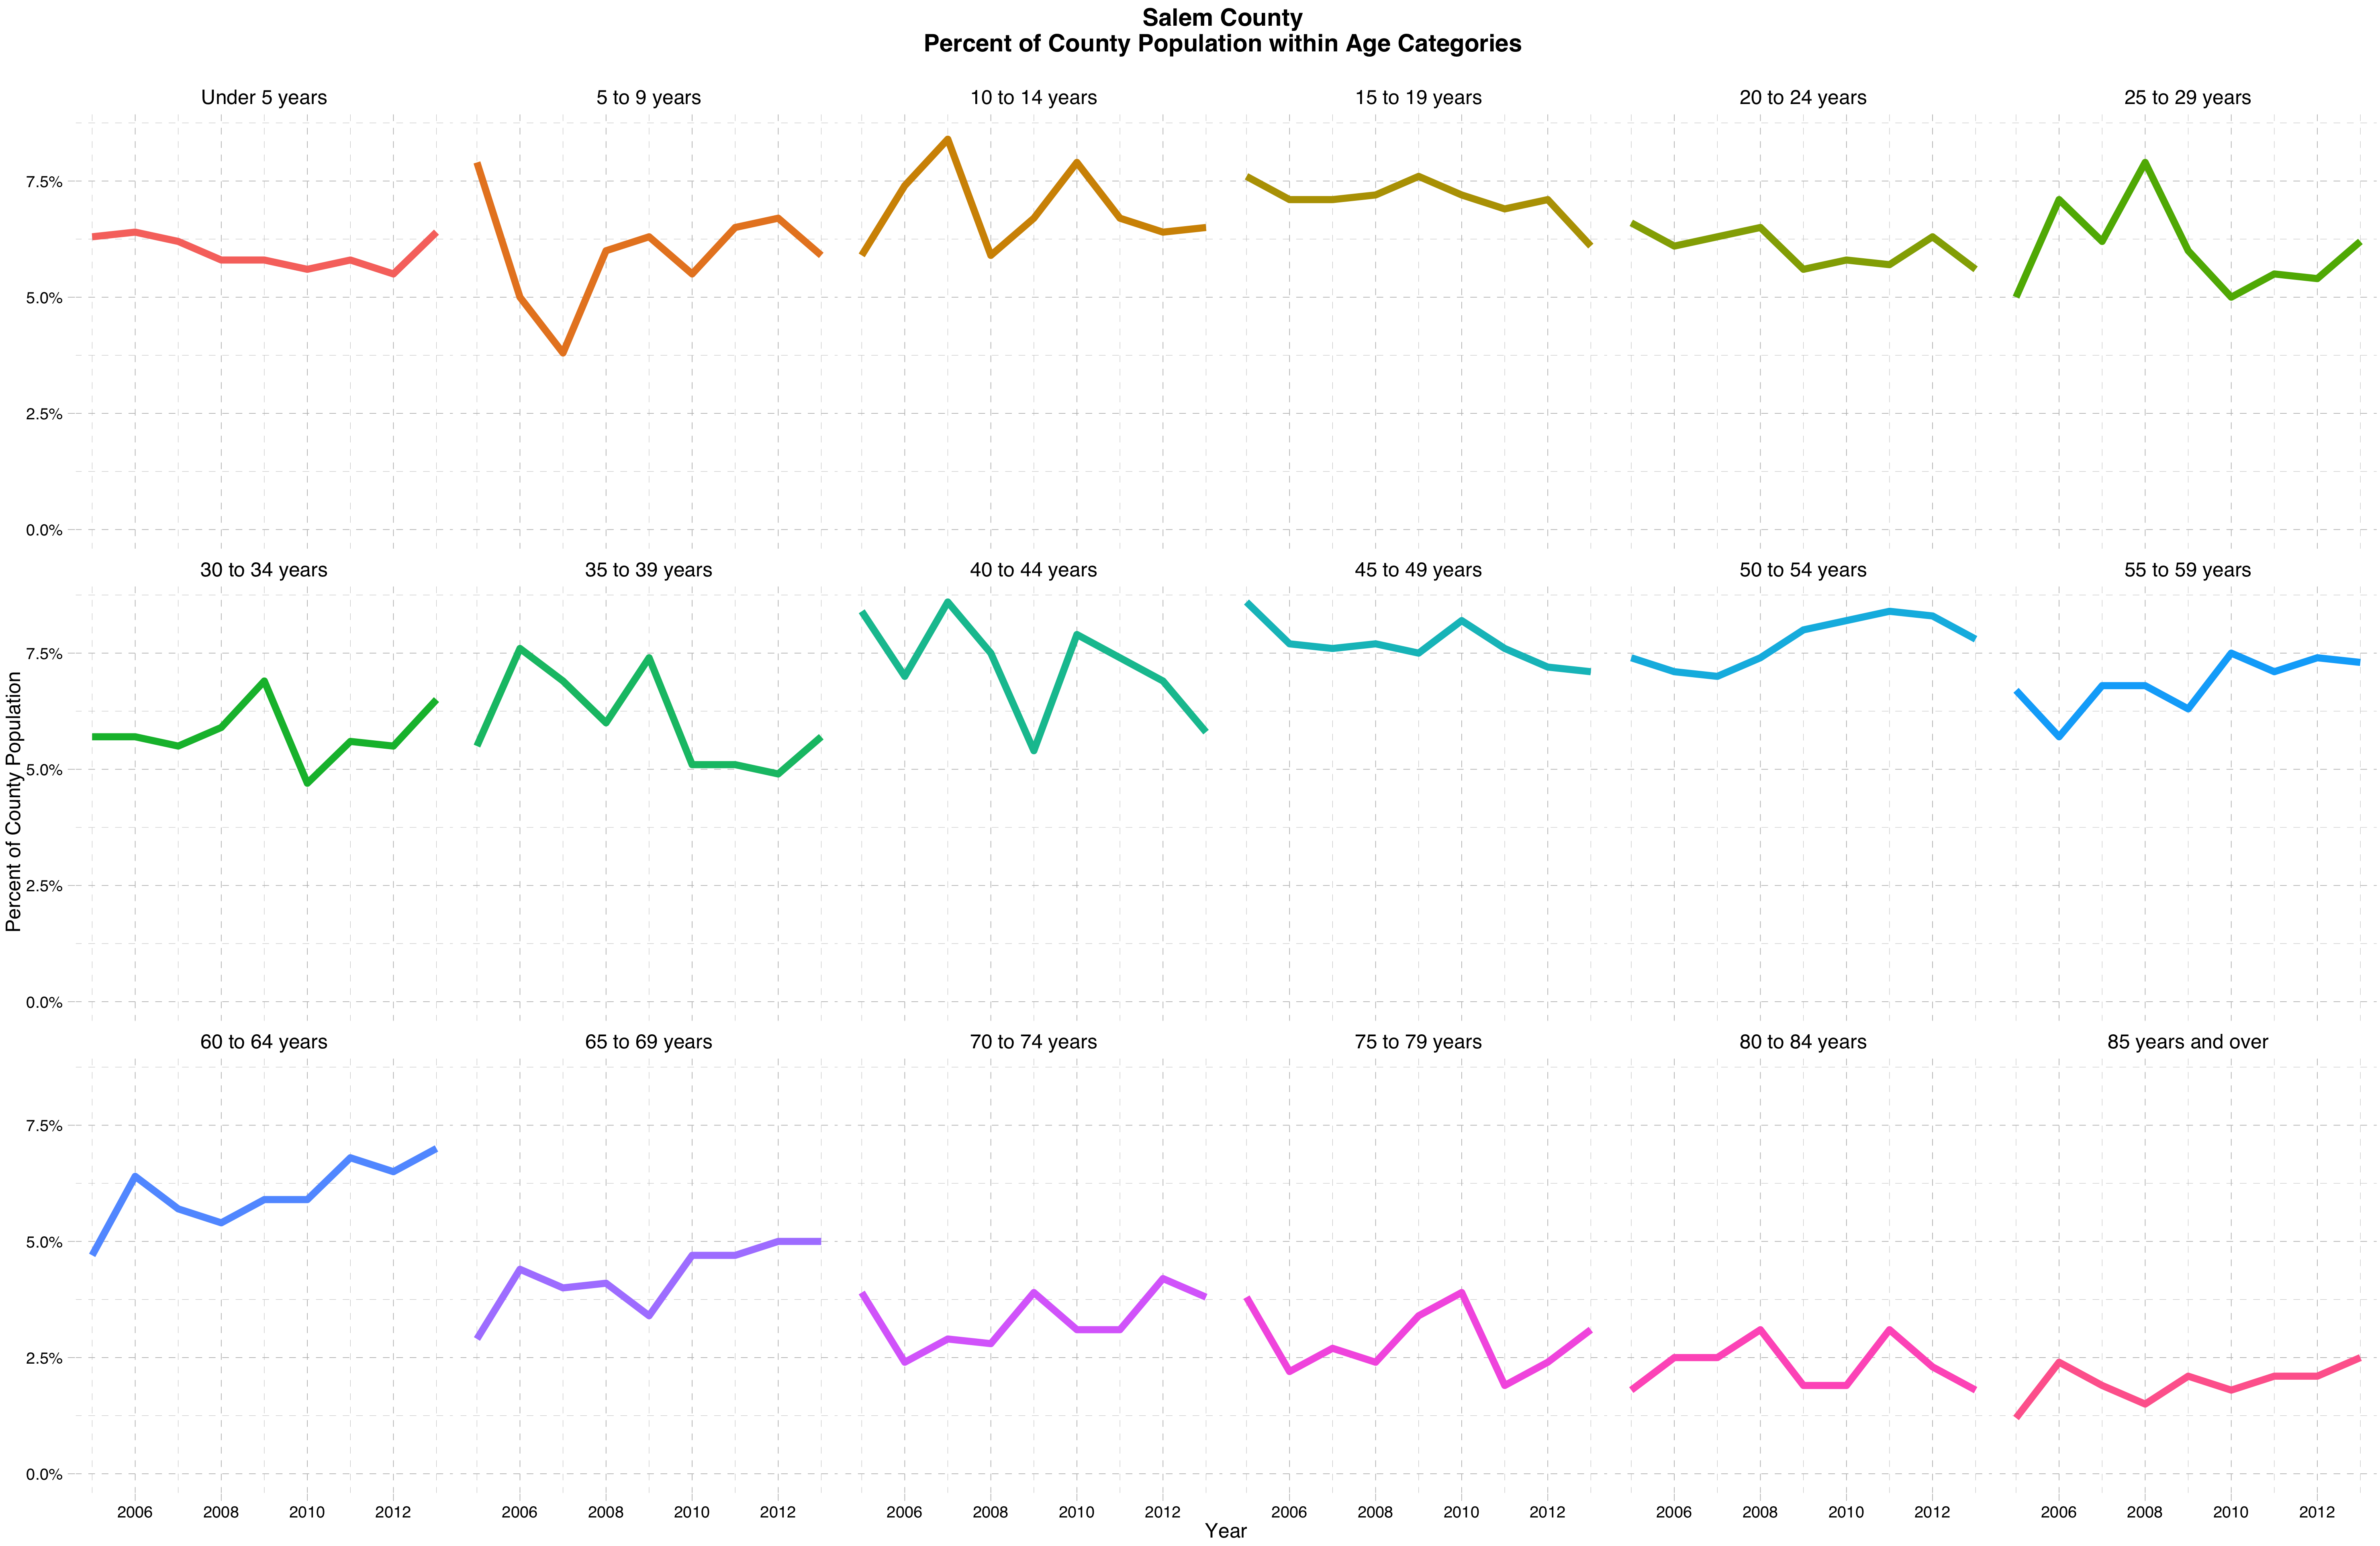 Salem County
Percent of County Population within Age Categories
Under 5 years
5 to 9 years
10 to 14 years
15 to 19 years
20 to 24 years
25 to 29 years
7.5%
5.0%
2.5%
0.0%
30 to 34 years
35 to 39 years
40 to 44 years
45 to 49 years
50 to 54 years
55 to 59 years
7.5%
5.0%
2.5%
0.0%
Percent of County Population
60 to 64 years
65 to 69 years
70 to 74 years
75 to 79 years
80 to 84 years
85 years and over
7.5%
5.0%
2.5%
0.0%
2006 2008 2010 2012
2006 2008 2010 2012
2006 2008 2010 2012
2006 2008 2010 2012
2006 2008 2010 2012
2006 2008 2010 2012
Year